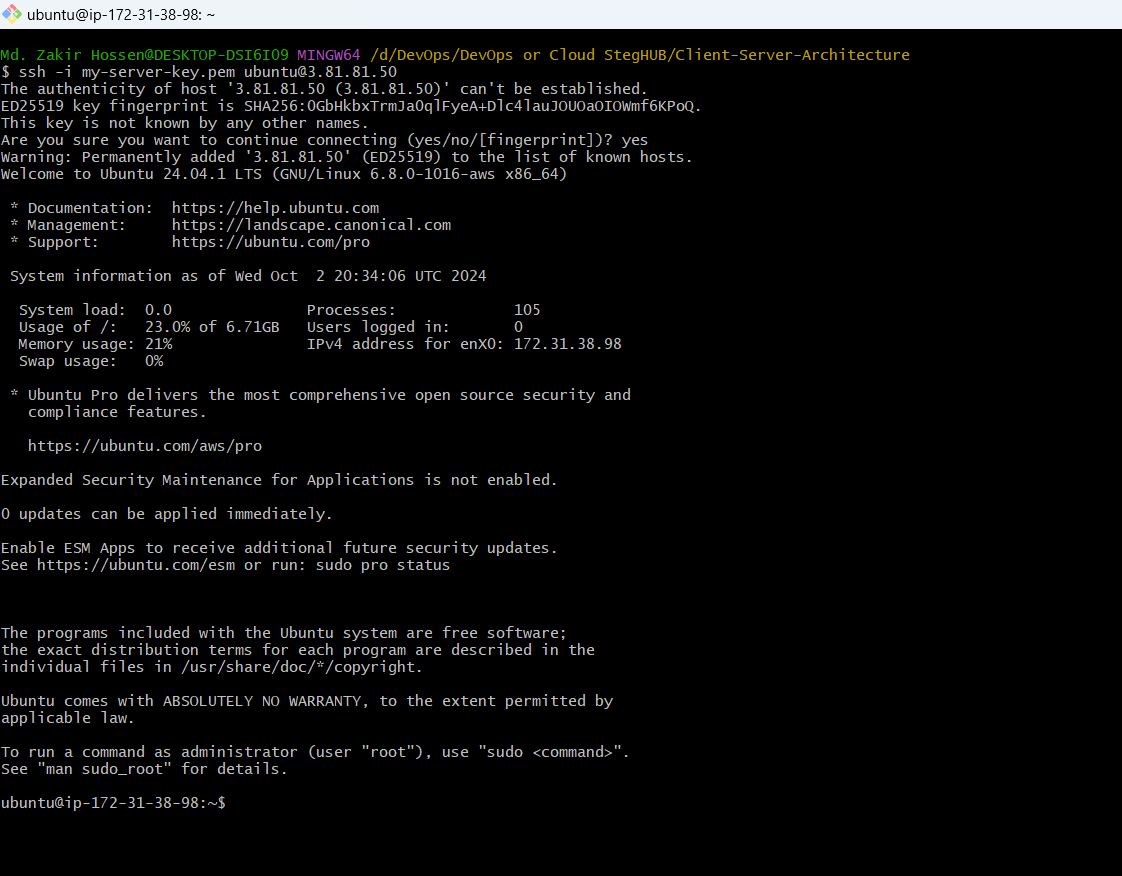 ubuntu@ip-172-31-38-98: ~
Md. Zakir Hossen@DESKTOP-DSI6I09 MINGW64 /d/DevOps/DevOps or Cloud StegHUB/Client-Server-Architecture
$ ssh -i my-server-key.pem ubuntu@3.81.81.50
The authenticity of host '3.81.81.50 (3.81.81.50)' can't be established.
ED25519 key fingerprint is SHA256:OGbHkbxTrmJa0qlFyeA+Dlc4lauJOUOaOIOWmf6KPoQ.
This key is not known by any other names.
Are you sure you want to continue connecting (yes/no/[fingerprint])? yes
Warning: Permanently added '3.81.81.50' (ED25519) to the list of known hosts.
Welcome to Ubuntu 24.04.1 LTS (GNU/Linux 6.8.0-1016-aws x86_64)
* Documentation:  https://help.ubuntu.com
* Management:     https://landscape.canonical.com
* Support:        https://ubuntu.com/pro
System information as of Wed Oct  2 20:34:06 UTC 2024
System load:  0.0               Processes:             105
Usage of /:   23.0% of 6.71GB   Users logged in:       0
Memory usage: 21%               IPv4 address for enX0: 172.31.38.98
Swap usage:   0%
* Ubuntu Pro delivers the most comprehensive open source security and
compliance features.
https://ubuntu.com/aws/pro
Expanded Security Maintenance for Applications is not enabled.
0 updates can be applied immediately.
Enable ESM Apps to receive additional future security updates.
See https://ubuntu.com/esm or run: sudo pro status
The programs included with the Ubuntu system are free software;
the exact distribution terms for each program are described in the
individual files in /usr/share/doc/*/copyright.
Ubuntu comes with ABSOLUTELY NO WARRANTY, to the extent permitted by
applicable law.
To run a command as administrator (user "root"), use "sudo <command>".
See "man sudo_root" for details.
ubuntu@ip-172-31-38-98:~$